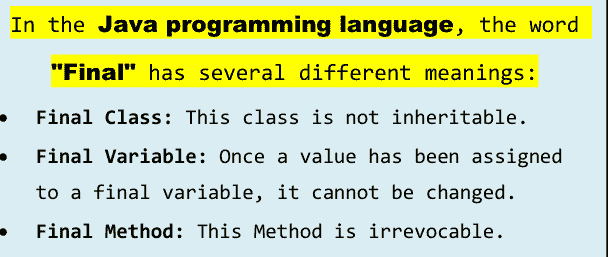 In the Java programming language, the word
"Final" has several different meanings:
• Final Class: This class is not inheritable.
• Final Variable: Once a value has been assigned
to a final variable, it cannot be changed.
• Final Method: This Method is irrevocable.